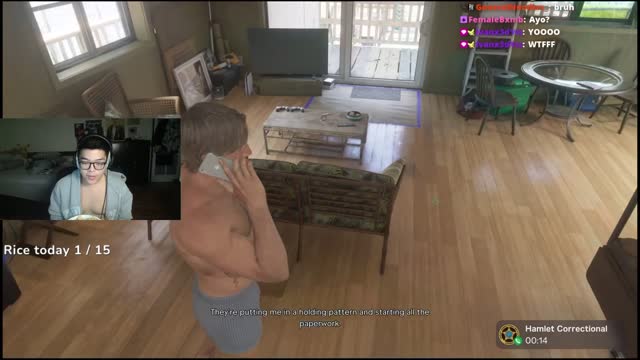 bruh
FemaleBxmb: Ayo?
YOOOO
WTFFF
Rice today 1 / 15
They're putting me in a holding pattern and starting all the
paperwork.
Hamlet Correctional
00:14